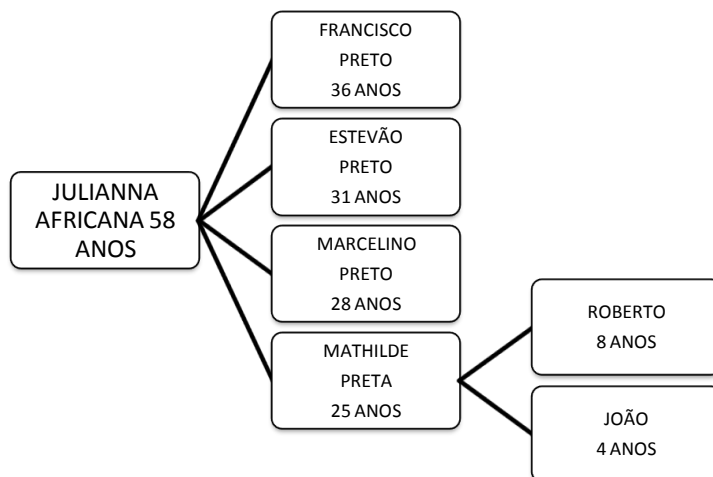 JULIANNA
AFRICANA 58
ANOS
FRANCISCO
PRETO
36 ANOS
ESTEVÃO
PRETO
31 ANOS
MARCELINO
PRETO
28 ANOS
MATHILDE
PRETA
25 ANOS
ROBERTO
8 ANOS
JOÃO
4 ANOS